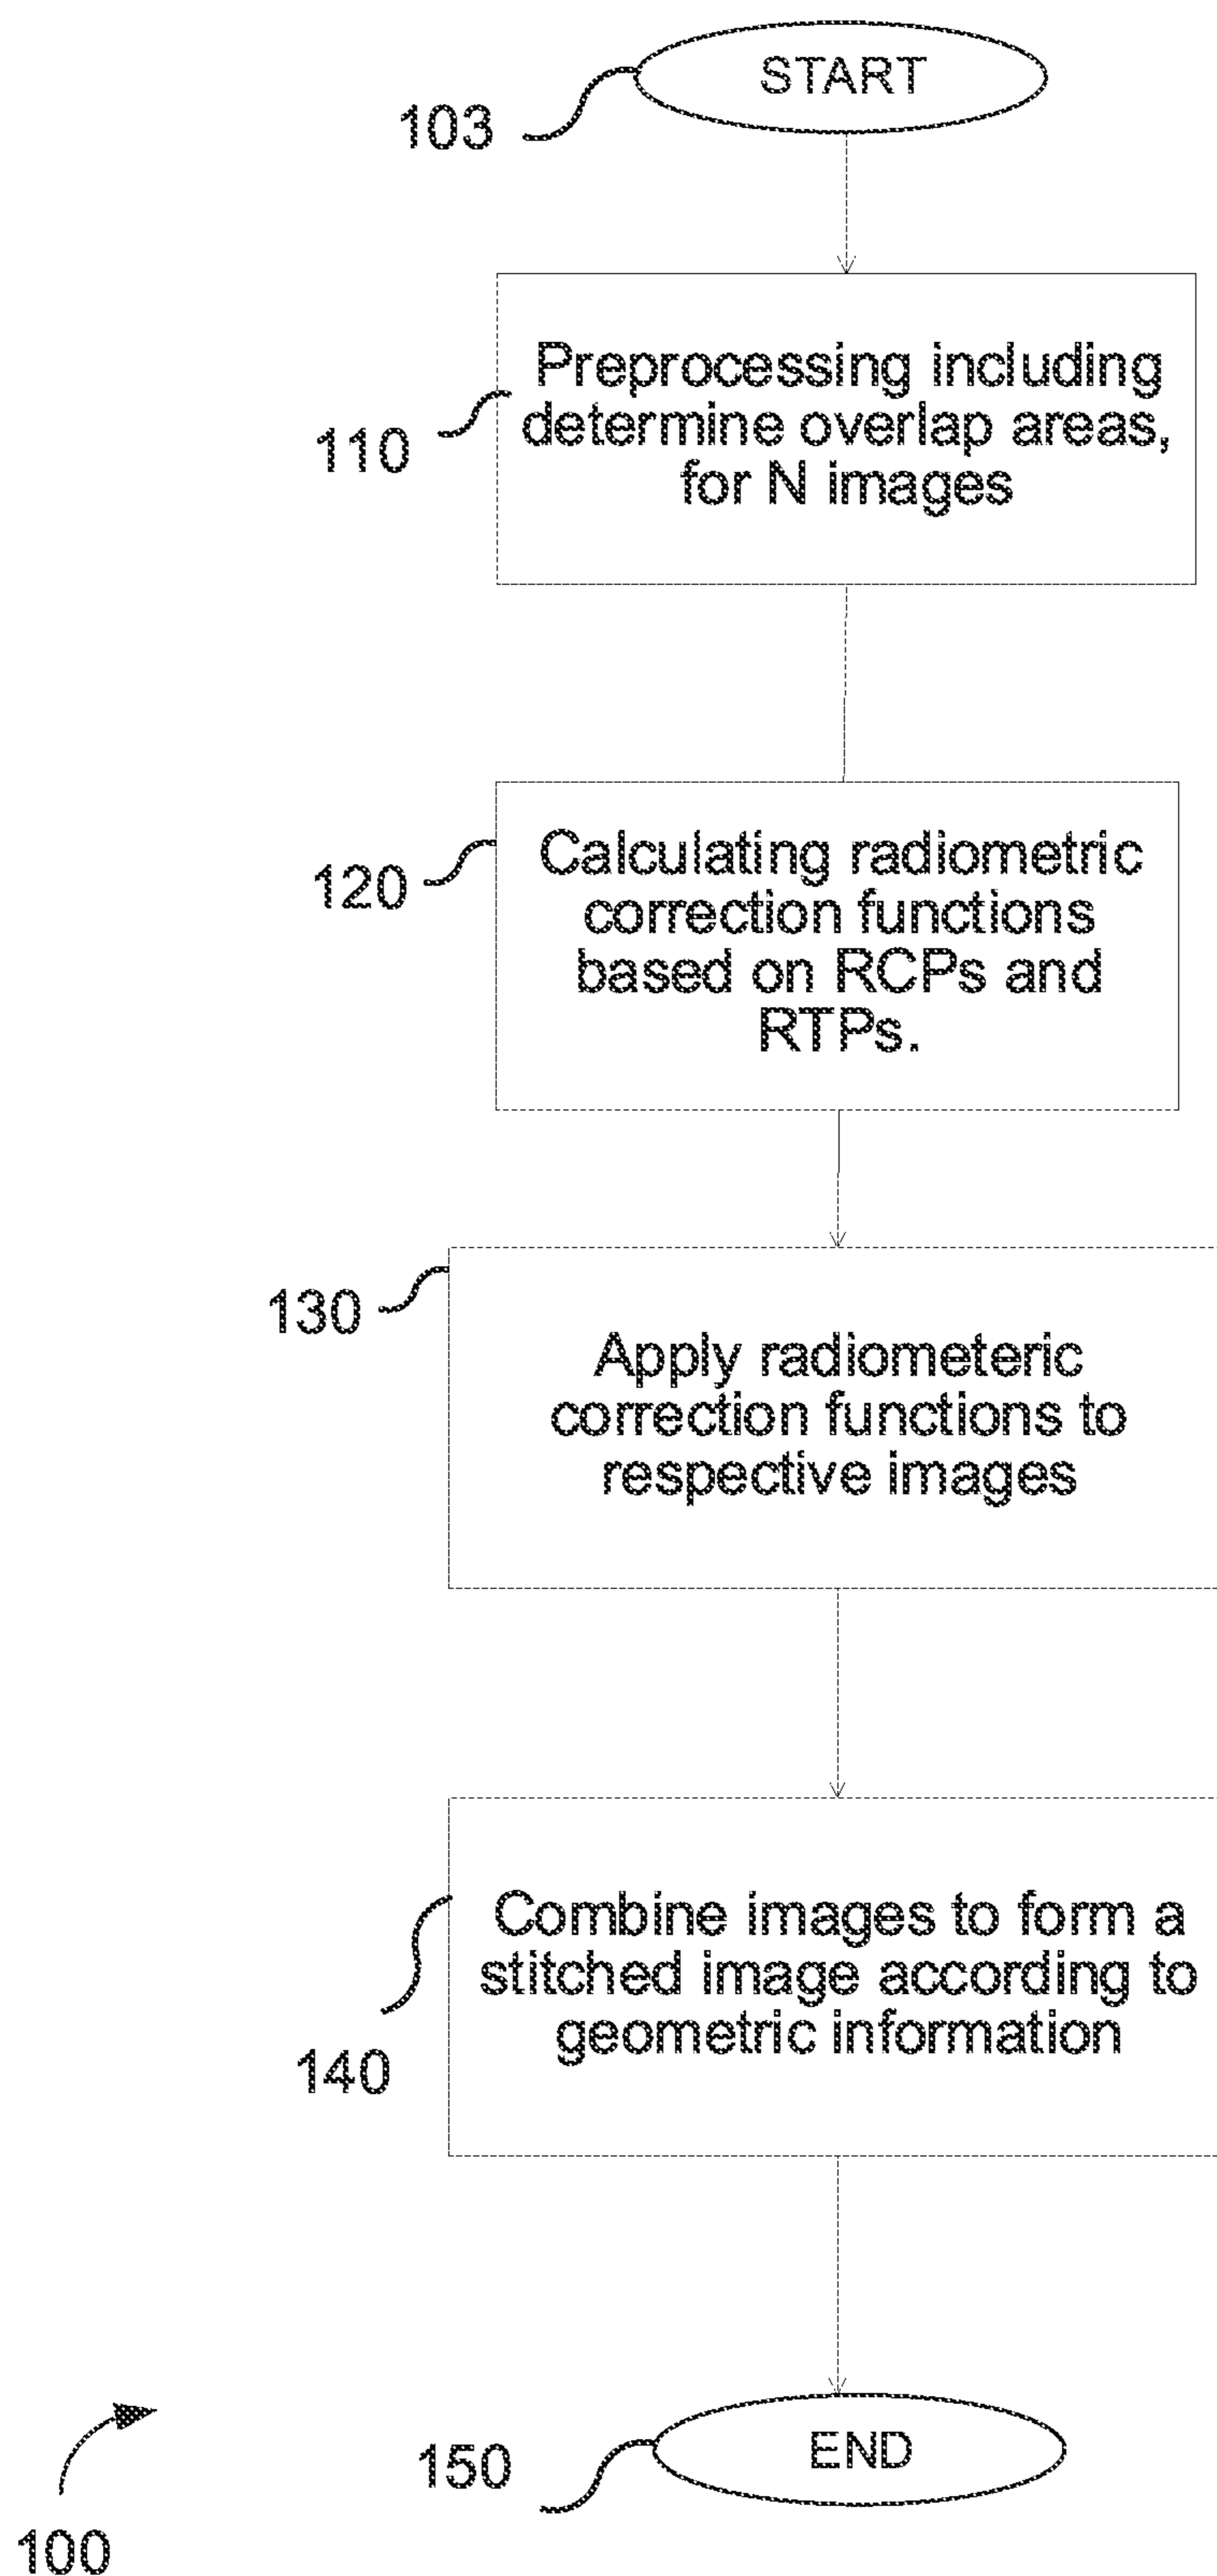 START
103
Preprocessing including
determine overlap areas,
for N images
110
Calculating radiometric
correction functions
based on RCPs and
RTPs.
120
130
Apply radiometeric
correction functions to
respective images
Combine images to form a
stitched image according to
geometric information
140
END
150
100